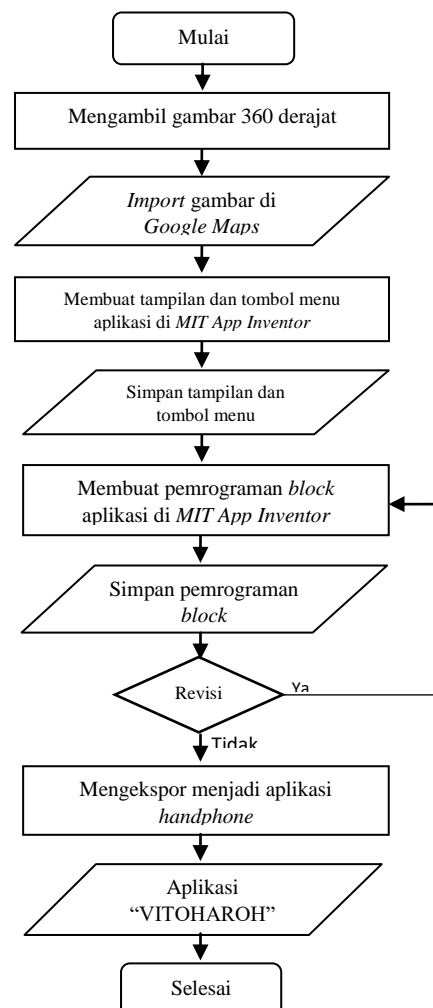 Mulai
Mengambil gambar 360 derajat
Import gambar di
Google Maps
Membuat tampilan dan tombol menu
aplikasi di MIT App Inventor
Simpan tampilan dan
tombol menu
Membuat pemrograman block
aplikasi di MIT App Inventor
Simpan pemrograman
block
Revisi
Ya
Tidak
Mengekspor menjadi aplikasi
handphone
Aplikasi
“VITOHAROH”
Selesai